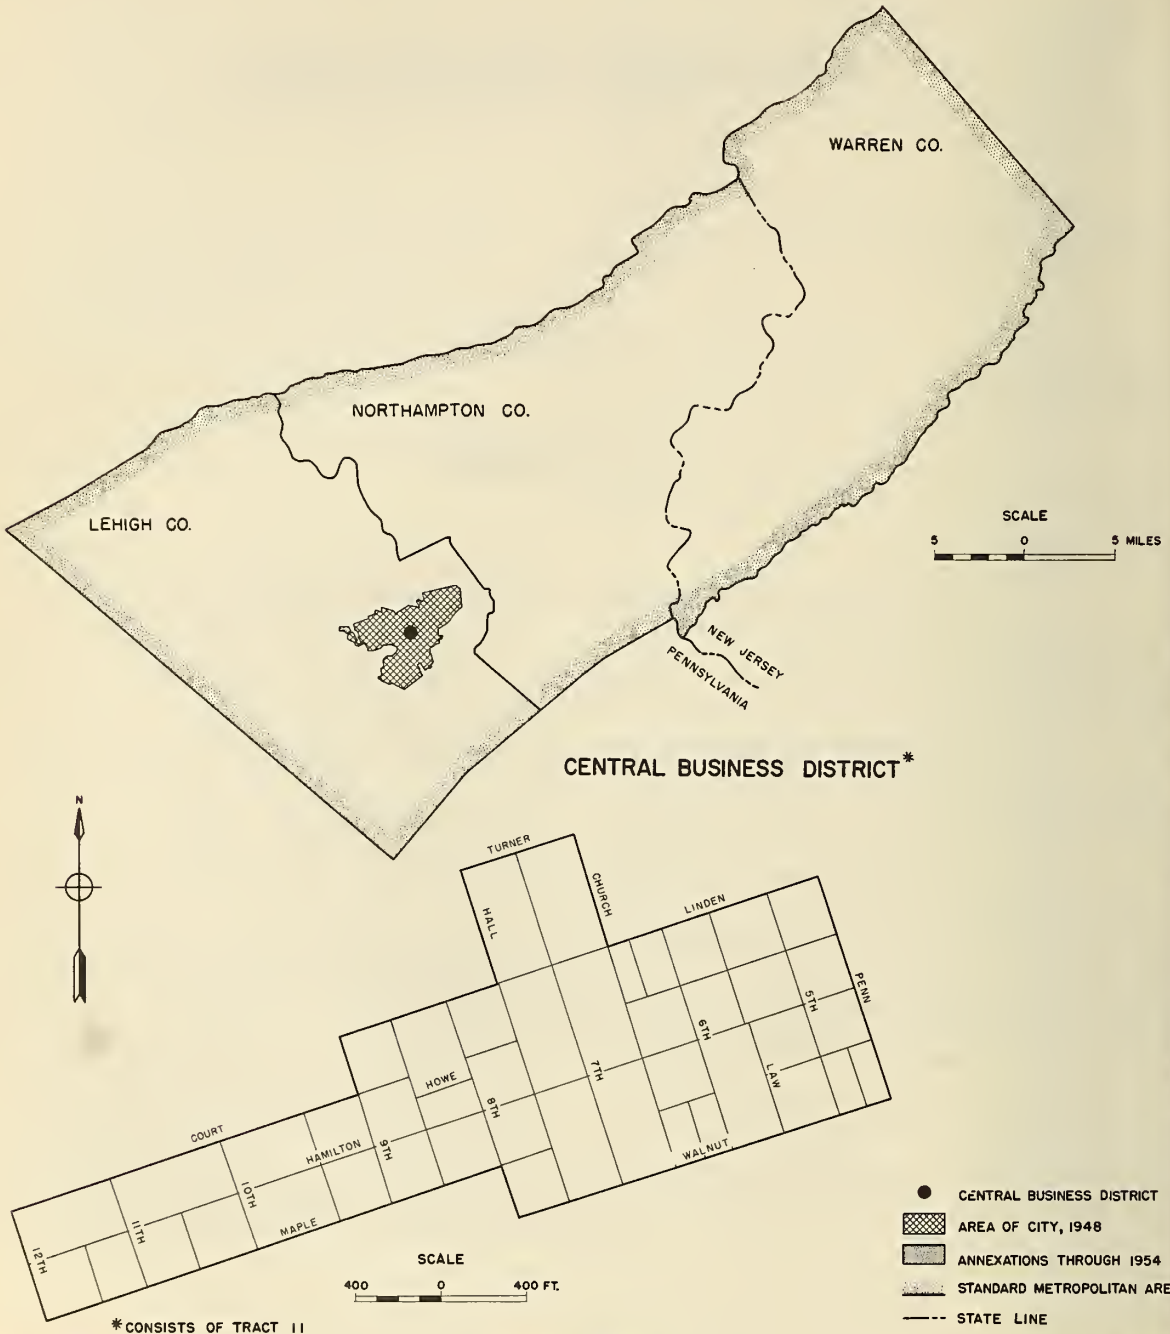 WARREN CO.
NORTHAMPTON CO.
LEHIGH CO.
SCALE
5 0 5 MILES
NEW JERSEY
PENNSYLVANIA
CENTRAL BUSINESS DISTRICT*
N
TURNER
CHURCH
HALL
LINDEN
PENN
5TH
6TH
7TH
LAW
HOWE
8TH
COURT
HAMILTON
9TH
WALNUT
10TH
MAPLE
11TH
12TH
SCALE
400 0 400 FT.
*CONSISTS OF TRACT 11
CENTRAL BUSINESS DISTRICT
AREA OF CITY, 1948
ANNEXATIONS THROUGH 1954
STANDARD METROPOLITAN ARE
STATE LINE